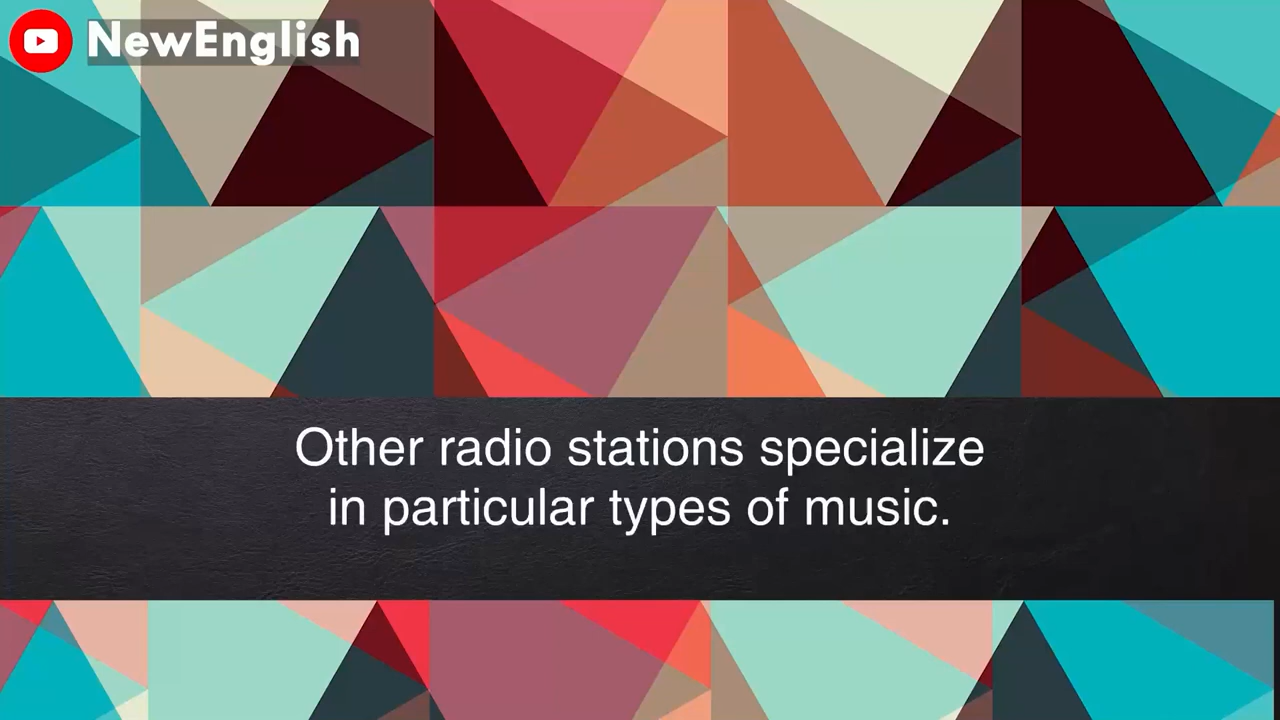 NewEnglish
Other radio stations specialize
in particular types of music.